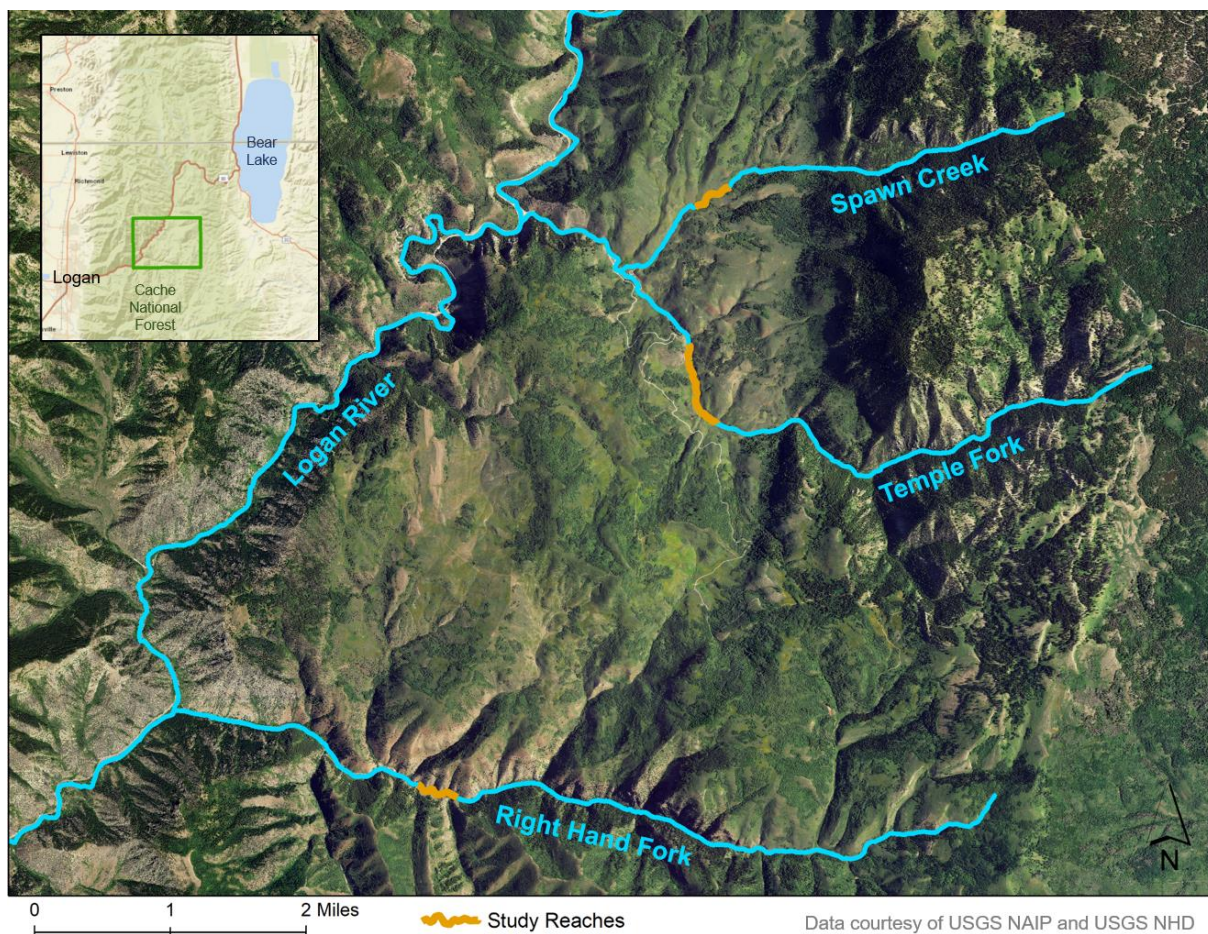 Preston
Lewiston
Richmond
Bear
Lake
Logan
Cache
National
Forest
Spawn Creek
Logan River
Temple Fork
Right Hand Fork
N
0
1
2 Miles
Study Reaches
Data courtesy of USGS NAIP and USGS NHD